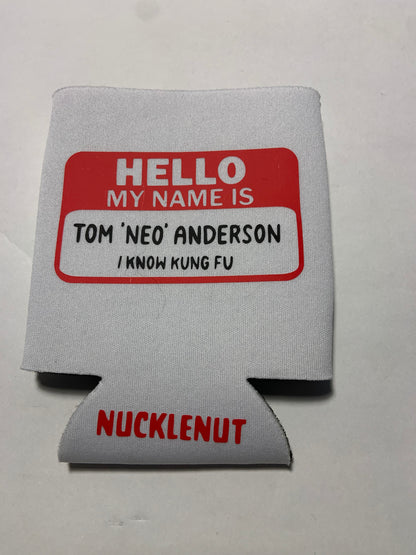 HELLO
MY NAME IS
TOM 'NEO' ANDERSON
I KNOW KUNG FU
NUCKLENUT